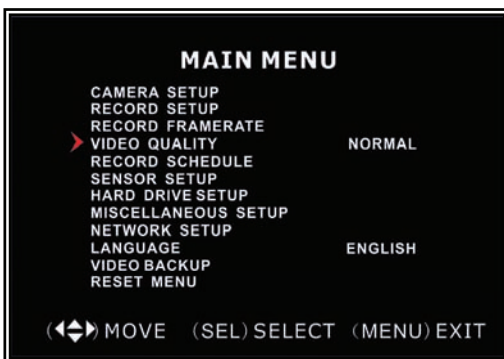 MAIN MENU
CAMERA SETUP
RECORD SETUP
RECORD FRAMERATE
VIDEO QUALITY NORMAL
RECORD SCHEDULE
SENSOR SETUP
HARD DRIVE SETUP
MISCELLANEOUS SETUP
NETWORK SETUP
LANGUAGE ENGLISH
VIDEO BACKUP
RESET MENU
() MOVE (SEL) SELECT (MENU) EXIT